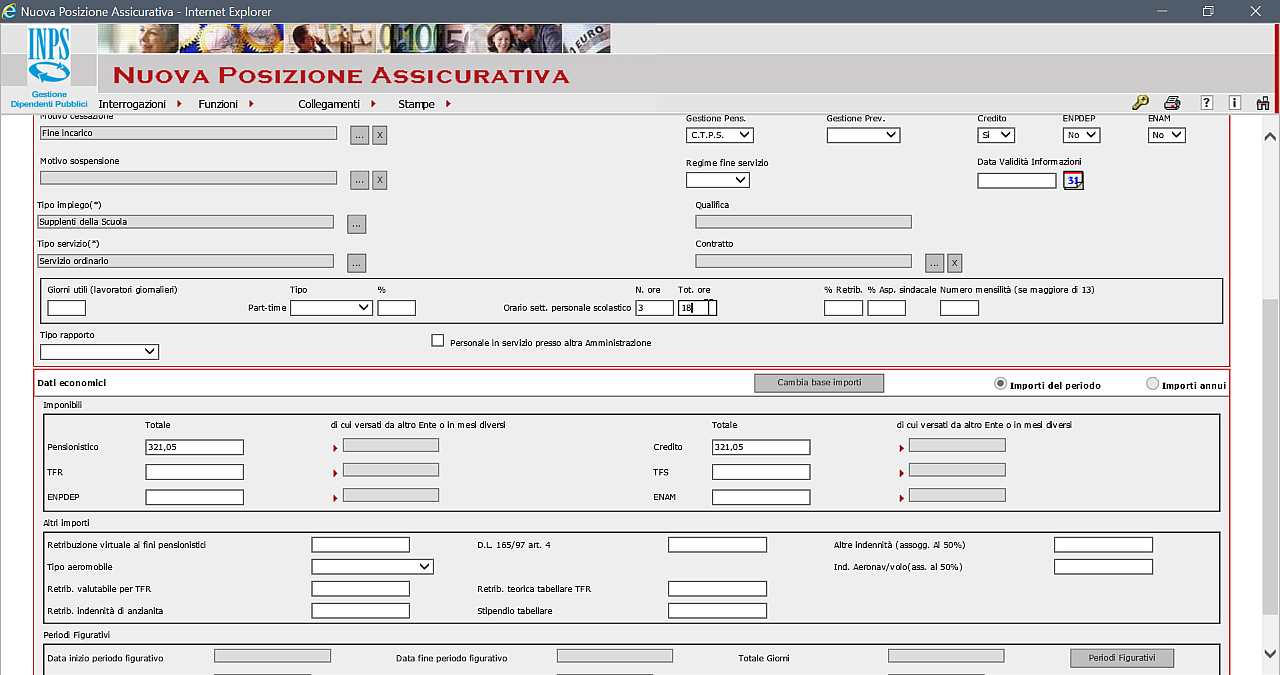 Nuova Posizione Assicurativa - Internet Explorer
INPS
Gestione
Dipendenti Pubblici
NUOVA POSIZIONE ASSICURATIVA
Interrogazioni Funzioni Collegamenti Stampe ? i
Motivo cessazione Gestione Pens. Gestione Prev. Credito ENPDEP ENAM
Fine incarico ... x C.T.P.S. Si No No
Motivo sospensione Regime fine servizio Data Validità Informazioni
... x 31
Tipo impiego(*) Qualifica
Supplenti della Scuola ...
Tipo servizio(*) Contratto
Servizio ordinario ... ... x
Giorni utili (lavoratori giornalieri) Tipo % N. ore Tot. ore % Retrib. % Asp. sindacale Numero mensilità (se maggiore di 13)
Part-time Orario sett. personale scolastico 3 18
Tipo rapporto
Personale in servizio presso altra Amministrazione
Dati economici Cambia base importi Importi del periodo Importi annui
Imponibili
Totale di cui versati da altro Ente o in mesi diversi Totale di cui versati da altro Ente o in mesi diversi
Pensionistico 321,05 Credito 321,05
TFR TFS
ENPDEP ENAM
Altri importi
Retribuzione virtuale ai fini pensionistici D.L. 165/97 art. 4 Altre indennità (assogg. Al 50%)
Tipo aeromobile Ind. Aeronav/volo(ass. al 50%)
Retrib. valutabile per TFR Retrib. teorica tabellare TFR
Retrib. indennità di anzianita Stipendio tabellare
Periodi Figurativi
Data inizio periodo figurativo Data fine periodo figurativo Totale Giorni Periodi Figurativi